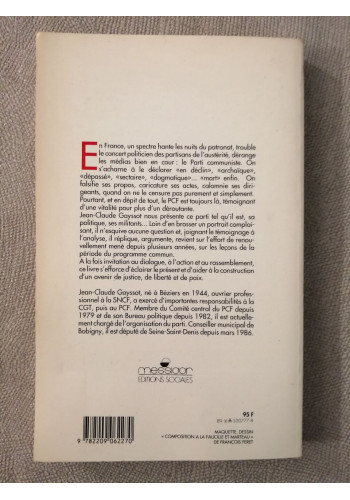 En France, un spectre hante les nuits du patronat, trouble
le concert politicien des partisans de l'austérité, dérange
les médias bien en cour : le Parti communiste. On
s'acharne à le déclarer «en déclin», «archaïque»,
«dépassé», «sectaire», «dogmatique»... «mort» enfin. On
falsifie ses propos, caricature ses actes, calomnie ses diri-
geants, quand on ne le censure pas purement et simplement.
Pourtant, et en dépit de tout, le PCF est toujours là, témoignant
d'une vitalité pour plus d'un déroutante.
Jean-Claude Gayssot nous présente ce parti tel qu'il est, sa
politique, ses militants... Loin d'en brosser un portrait complai-
sant, il n'esquive aucune question et, joignant le témoignage à
l'analyse, il réplique, argumente, revient sur l'effort de renou-
vellement mené depuis plusieurs années, sur les leçons de la
période du programme commun.
A la fois invitation au dialogue, à l'action et au rassemblement,
ce livre s'efforce d'éclairer le présent et d'aider à la construction
d'un avenir de justice, de liberté et de paix.
Jean-Claude Gayssot, né à Béziers en 1944, ouvrier profes-
sionnel à la SNCF, a exercé d'importantes responsabilités à la
CGT, puis au PCF. Membre du Comité central du PCF depuis
1979 et de son Bureau politique depuis 1982, il est actuelle-
ment chargé de l'organisation du parti. Conseiller municipal de
Bobigny, il est député de Seine-Saint-Denis depuis mars 1986.
messidor
EDITIONS SOCIALES
95 F
9 782209 062270
MAQUETTE, DESSIN
« COMPOSITION A LA FAUCILLE ET MARTEAU »
DE FRANÇOIS FERET